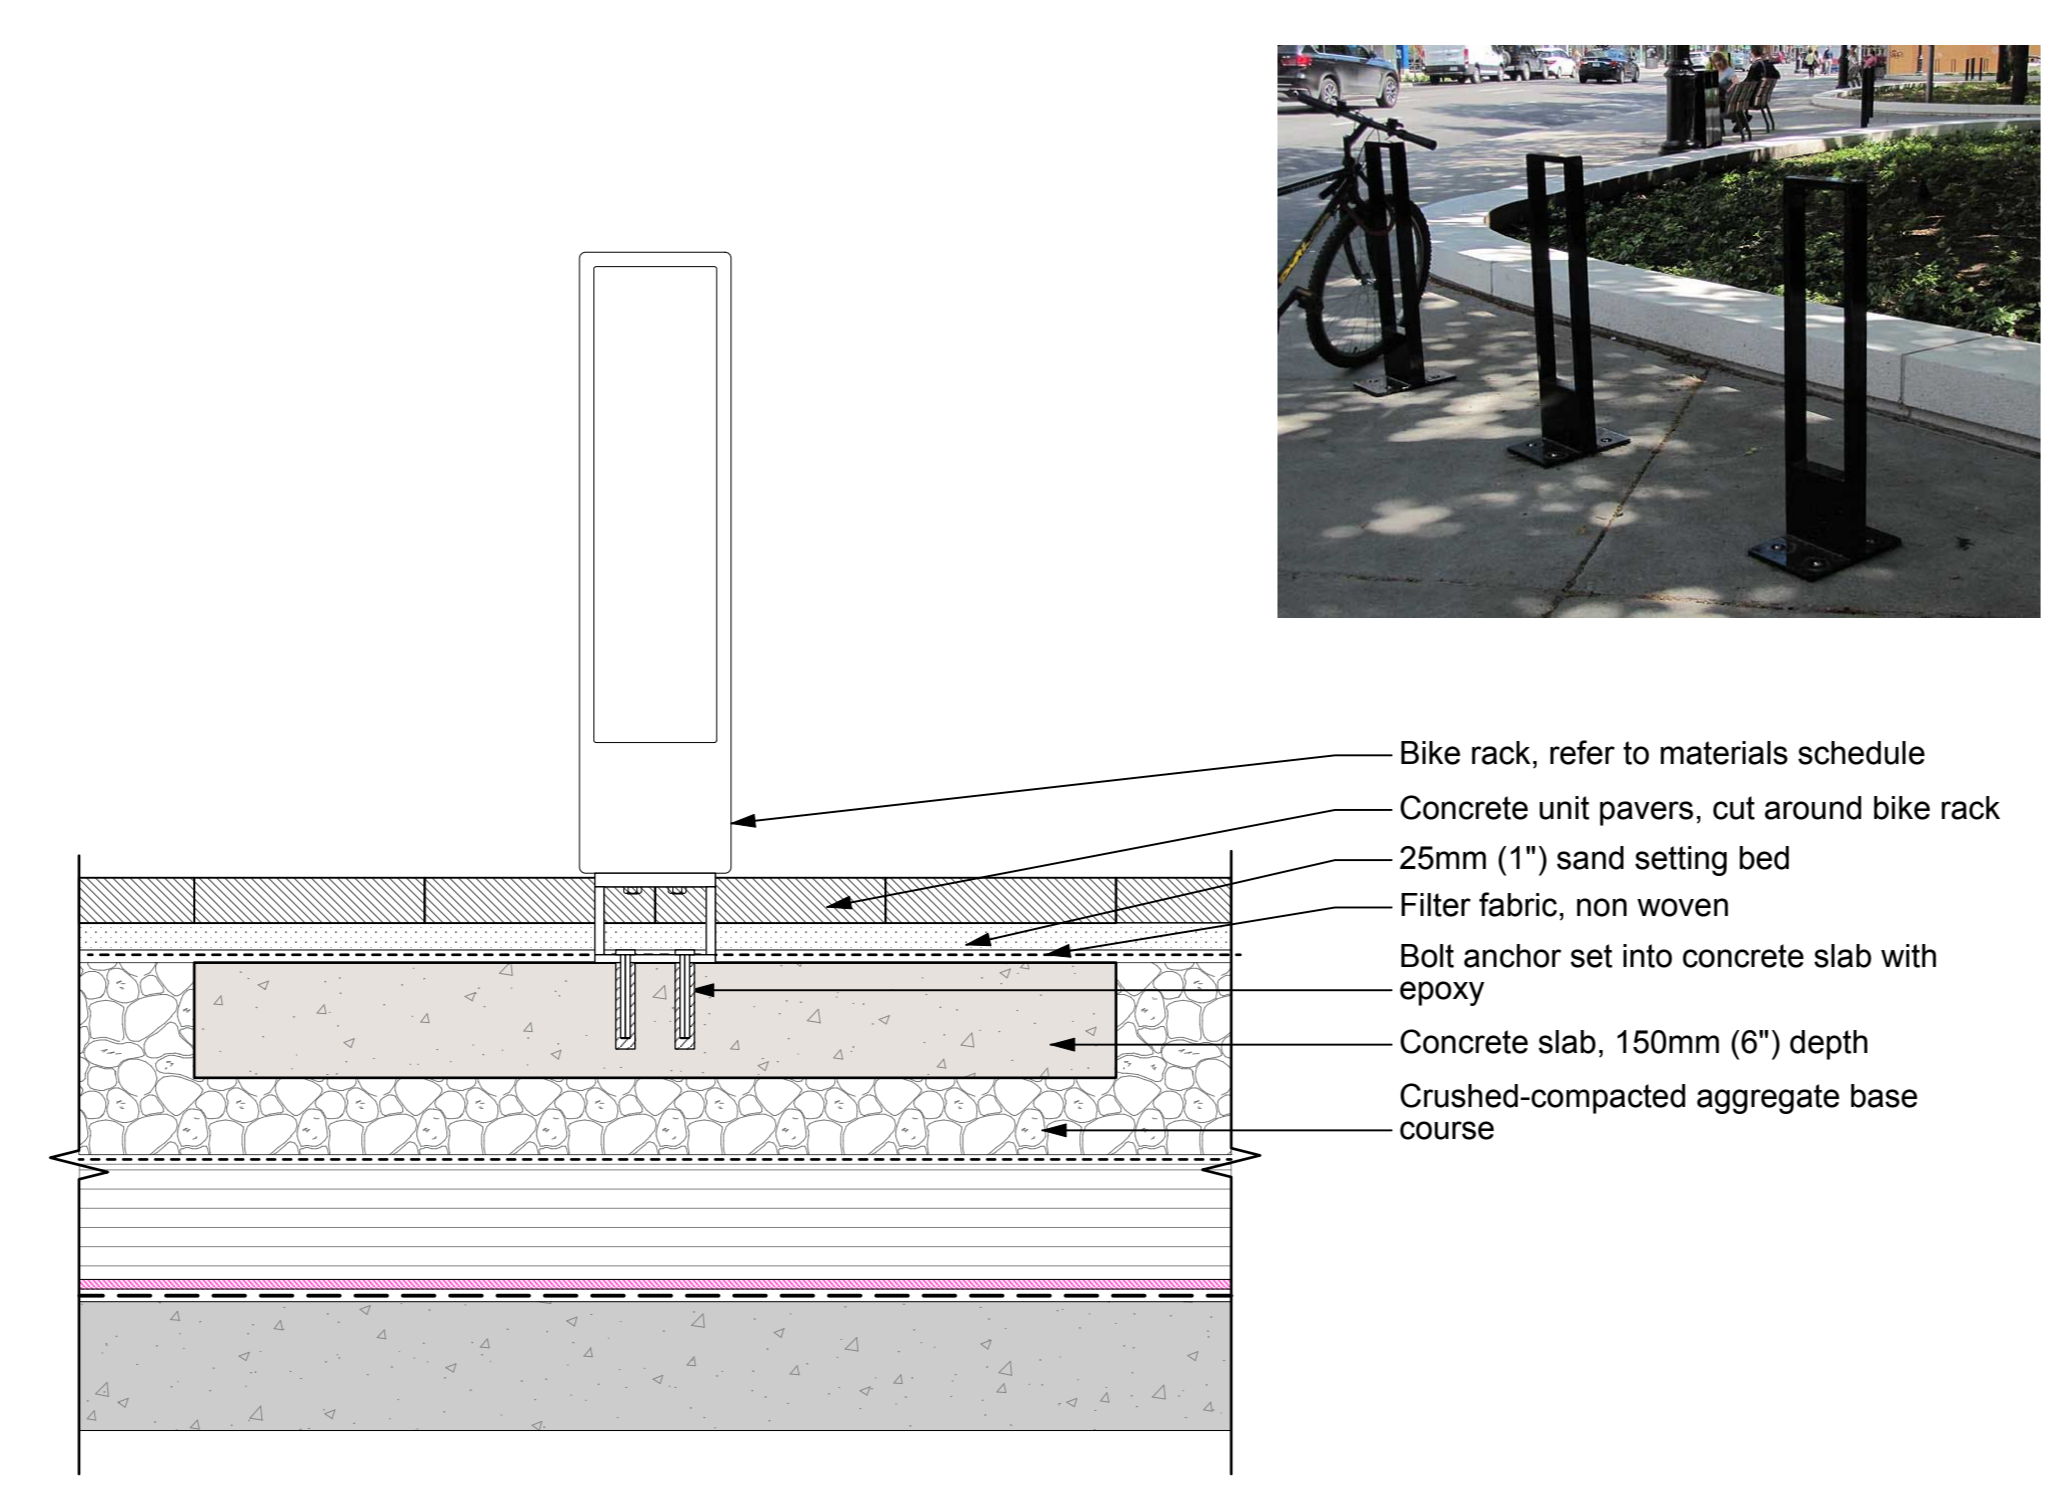 Bike rack, refer to materials schedule
Concrete unit pavers, cut around bike rack
25mm (1") sand setting bed
Filter fabric, non woven
Bolt anchor set into concrete slab with
epoxy
Concrete slab, 150mm (6") depth
Crushed-compacted aggregate base
course